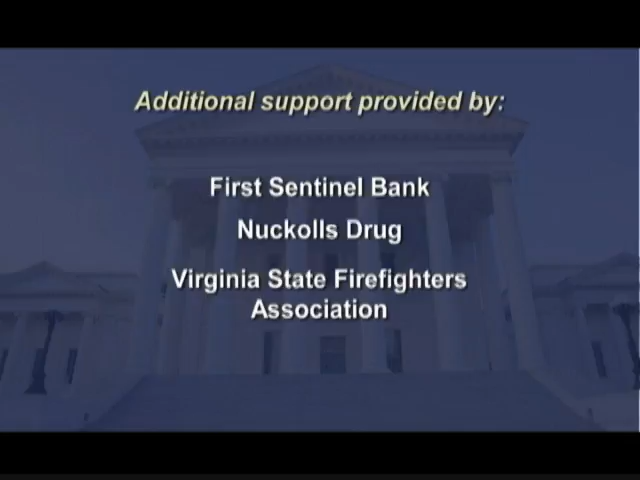 Additional support provided by:
First Sentinel Bank
Nuckolls Drug
Virginia State Firefighters
Association